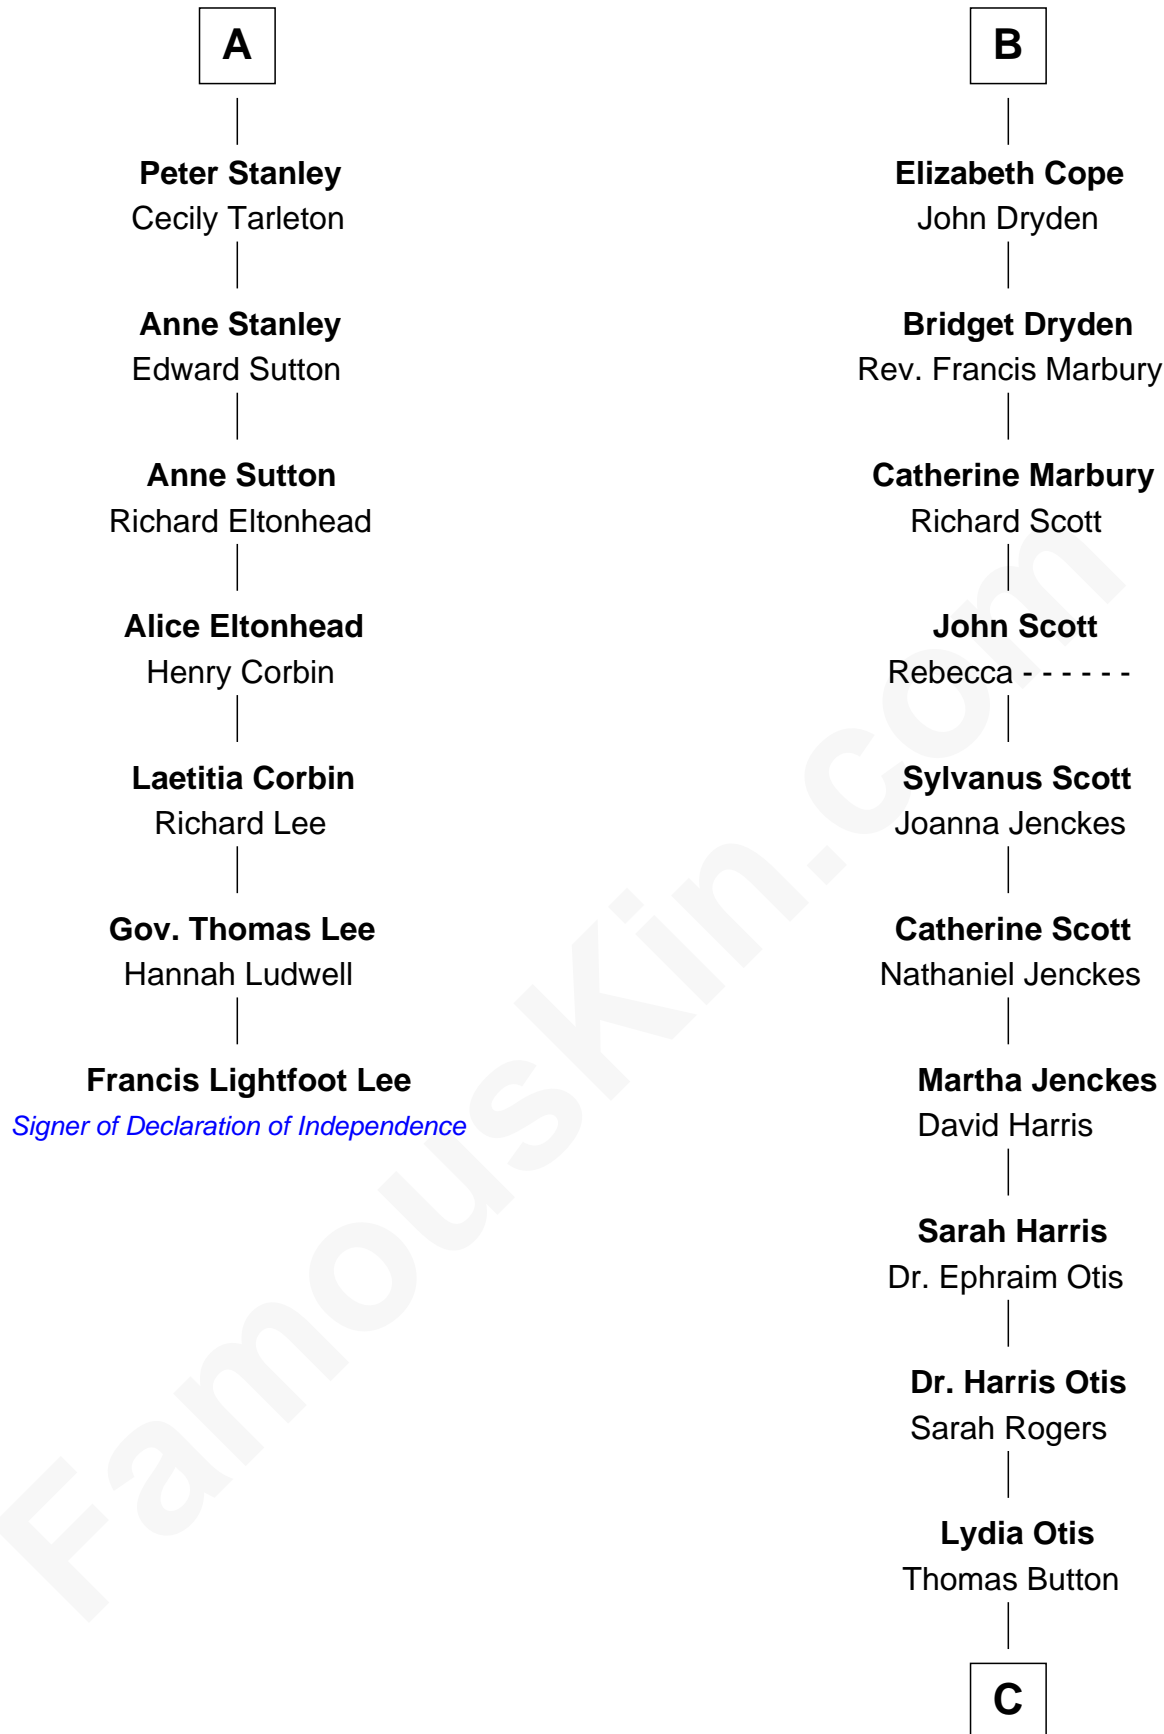 A
Peter Stanley
Cecily Tarleton
Anne Stanley
Edward Sutton
Anne Sutton
Richard Eltonhead
Alice Eltonhead
Henry Corbin
Laetitia Corbin
Richard Lee
Gov. Thomas Lee
Hannah Ludwell
Francis Lightfoot Lee
Signer of Declaration of Independence
B
Elizabeth Cope
John Dryden
Bridget Dryden
Rev. Francis Marbury
Catherine Marbury
Richard Scott
John Scott
Rebecca - - - - - -
Sylvanus Scott
Joanna Jenckes
Catherine Scott
Nathaniel Jenckes
Martha Jenckes
David Harris
Sarah Harris
Dr. Ephraim Otis
Dr. Harris Otis
Sarah Rogers
Lydia Otis
Thomas Button
C
FamousKin.com